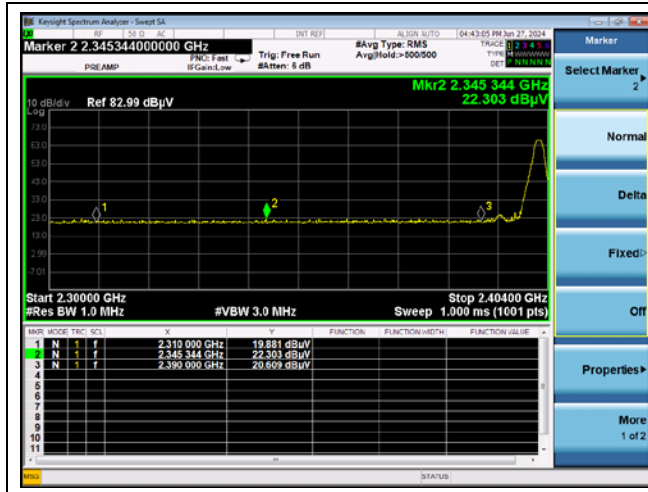 Keysight Spectrum Analyzer - Swept SA
RF 50 Ω AC INT REF ALIGN AUTO 04:43:05 PM Jun 27, 2024
Marker 2 2.345344000000 GHz
PREAMP
PNO: Fast
IFGain:Low
Trig: Free Run
#Atten: 6 dB
#Avg Type: RMS
Avg|Hold:>500/500
TRACE 1 2 3 4 5 6
TYPE M W W W W W
DET P N N N N N
Mkr2 2.345 344 GHz
22.303 dBµV
10 dB/div Ref 82.99 dBµV
Log
73.0
63.0
53.0
43.0
33.0
23.0
13.0
2.99
-7.01
1
2
3
Start 2.30000 GHz Stop 2.40400 GHz
#Res BW 1.0 MHz #VBW 3.0 MHz Sweep 1.000 ms (1001 pts)
MKR MODE TRC SCL X Y FUNCTION FUNCTION WIDTH FUNCTION VALUE
1 N 1 f 2.310 000 GHz 19.881 dBµV
2 N 1 f 2.345 344 GHz 22.303 dBµV
3 N 1 f 2.390 000 GHz 20.609 dBµV
4
5
6
7
8
9
10
11
MSG STATUS
Marker
Select Marker
2
Normal
Delta
Fixed
Off
Properties
More
1 of 2